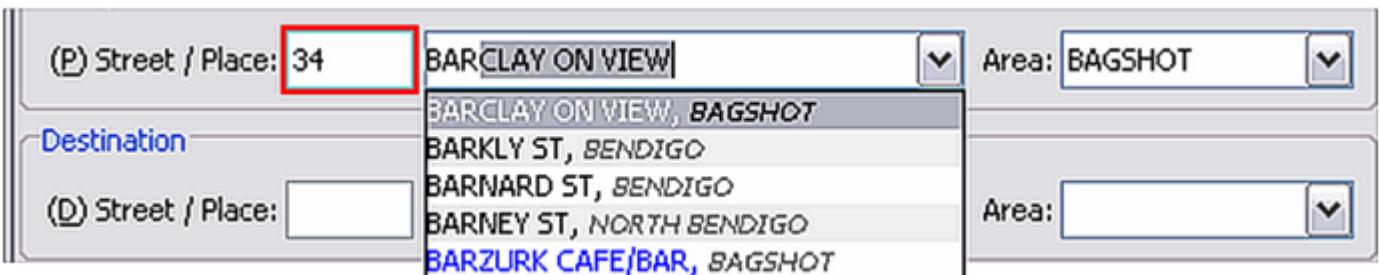 (P) Street / Place: 34 BARCLAY ON VIEW Area: BAGSHOT
BARCLAY ON VIEW, BAGSHOT
Destination
BARKLY ST, BENDIGO
BARNARD ST, BENDIGO
(D) Street / Place: Area:
BARNEY ST, NORTH BENDIGO
BARZURK CAFE/BAR, BAGSHOT